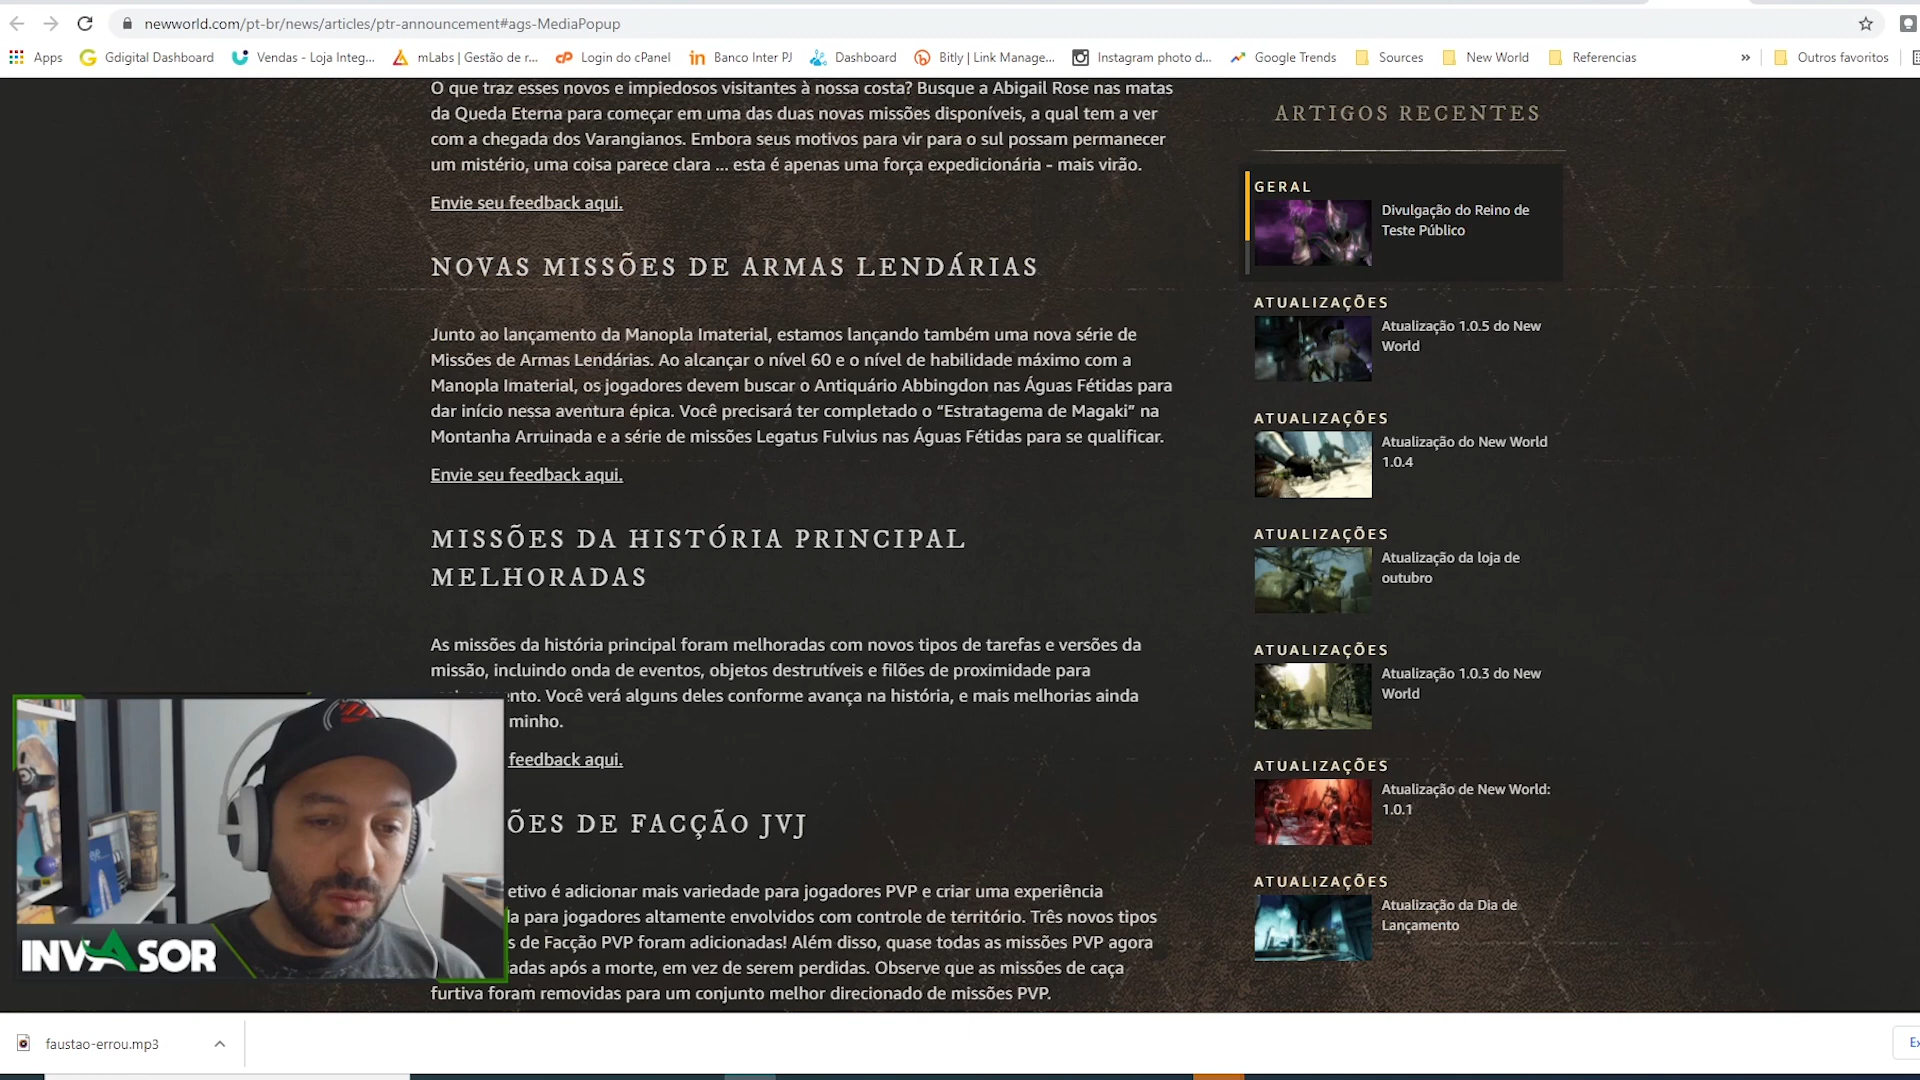 newworld.com/pt-br/news/articles/ptr-announcement#ags-MediaPopup
Apps
Gdigital Dashboard
Vendas - Loja Integ...
mLabs | Gestão de r...
Login do cPanel
Banco Inter PJ
Dashboard
Bitly | Link Manage...
Instagram photo d...
Google Trends
Sources
New World
Referencias
»
Outros favoritos
O que traz esses novos e impiedosos visitantes à nossa costa? Busque a Abigail Rose nas matas
da Queda Eterna para começar em uma das duas novas missões disponíveis, a qual tem a ver
com a chegada dos Varangianos. Embora seus motivos para vir para o sul possam permanecer
um mistério, uma coisa parece clara ... esta é apenas uma força expedicionária - mais virão.
Envie seu feedback aqui.
NOVAS MISSÕES DE ARMAS LENDÁRIAS
Junto ao lançamento da Manopla Imaterial, estamos lançando também uma nova série de
Missões de Armas Lendárias. Ao alcançar o nível 60 e o nível de habilidade máximo com a
Manopla Imaterial, os jogadores devem buscar o Antiquário Abbingdon nas Águas Fétidas para
dar início nessa aventura épica. Você precisará ter completado o “Estratagema de Magaki” na
Montanha Arruinada e a série de missões Legatus Fulvius nas Águas Fétidas para se qualificar.
Envie seu feedback aqui.
MISSÕES DA HISTÓRIA PRINCIPAL
MELHORADAS
As missões da história principal foram melhoradas com novos tipos de tarefas e versões da
missão, incluindo onda de eventos, objetos destrutíveis e filões de proximidade para
ento. Você verá alguns deles conforme avança na história, e mais melhorias ainda
minho.
feedback aqui.
ÕES DE FACÇÃO JVJ
etivo é adicionar mais variedade para jogadores PVP e criar uma experiência
a para jogadores altamente envolvidos com controle de território. Três novos tipos
s de Facção PVP foram adicionadas! Além disso, quase todas as missões PVP agora
adas após a morte, em vez de serem perdidas. Observe que as missões de caça
furtiva foram removidas para um conjunto melhor direcionado de missões PVP.
ARTIGOS RECENTES
GERAL
Divulgação do Reino de
Teste Público
ATUALIZAÇÕES
Atualização 1.0.5 do New
World
ATUALIZAÇÕES
Atualização do New World
1.0.4
ATUALIZAÇÕES
Atualização da loja de
outubro
ATUALIZAÇÕES
Atualização 1.0.3 do New
World
ATUALIZAÇÕES
Atualização de New World:
1.0.1
ATUALIZAÇÕES
Atualização da Dia de
Lançamento
INVASOR
faustao-errou.mp3
Ex